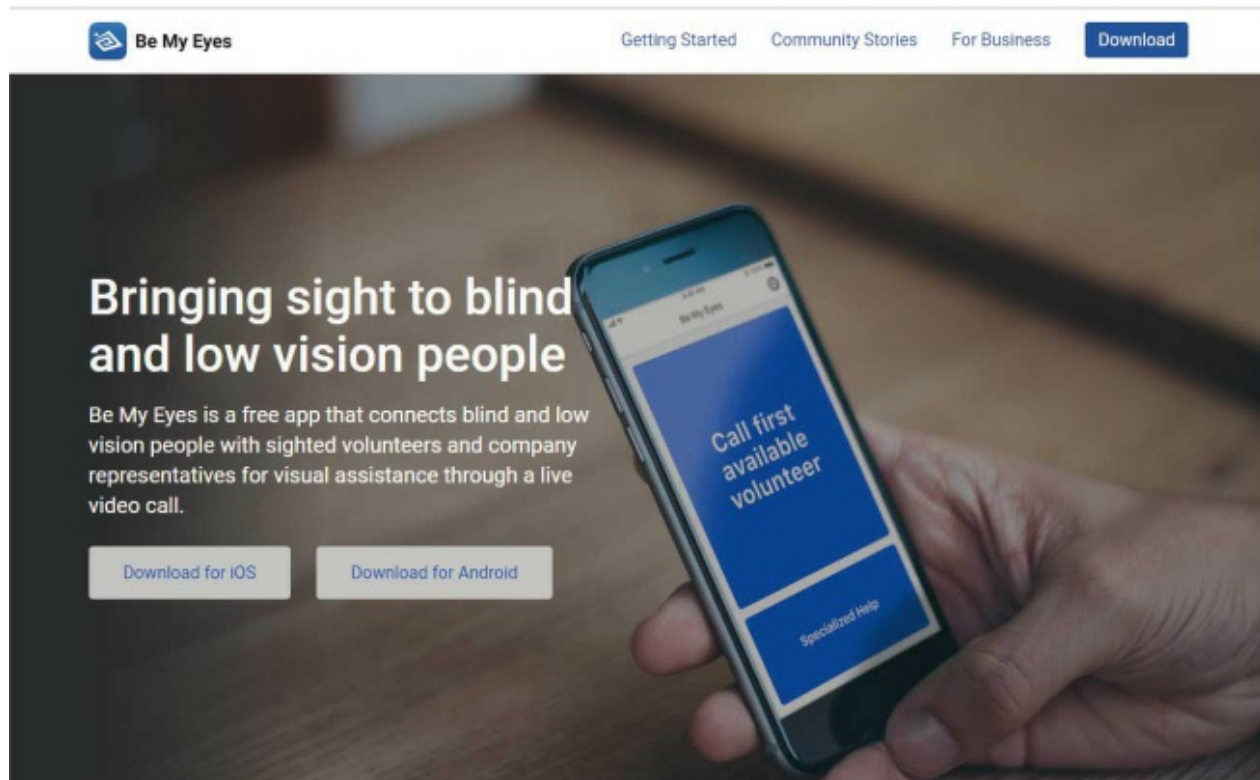 Be My Eyes
Getting Started
Community Stories
For Business
Download
Bringing sight to blind
and low vision people
Be My Eyes is a free app that connects blind and low
vision people with sighted volunteers and company
representatives for visual assistance through a live
video call.
Download for iOS
Download for Android
Be My Eyes
Call first
available
volunteer
Specialized Help